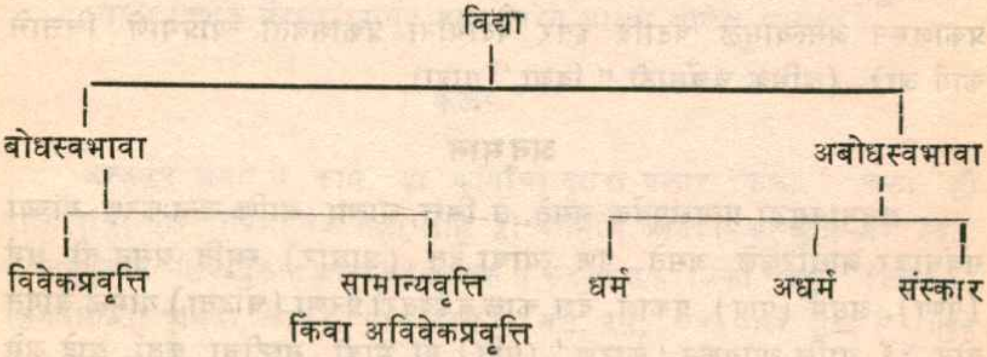 विद्या
बोधस्वभावा अबोधस्वभावा
विवेकप्रवृत्ति सामान्यवृत्ति धर्म अधर्म संस्कार
किंवा अविवेकप्रवृत्ति